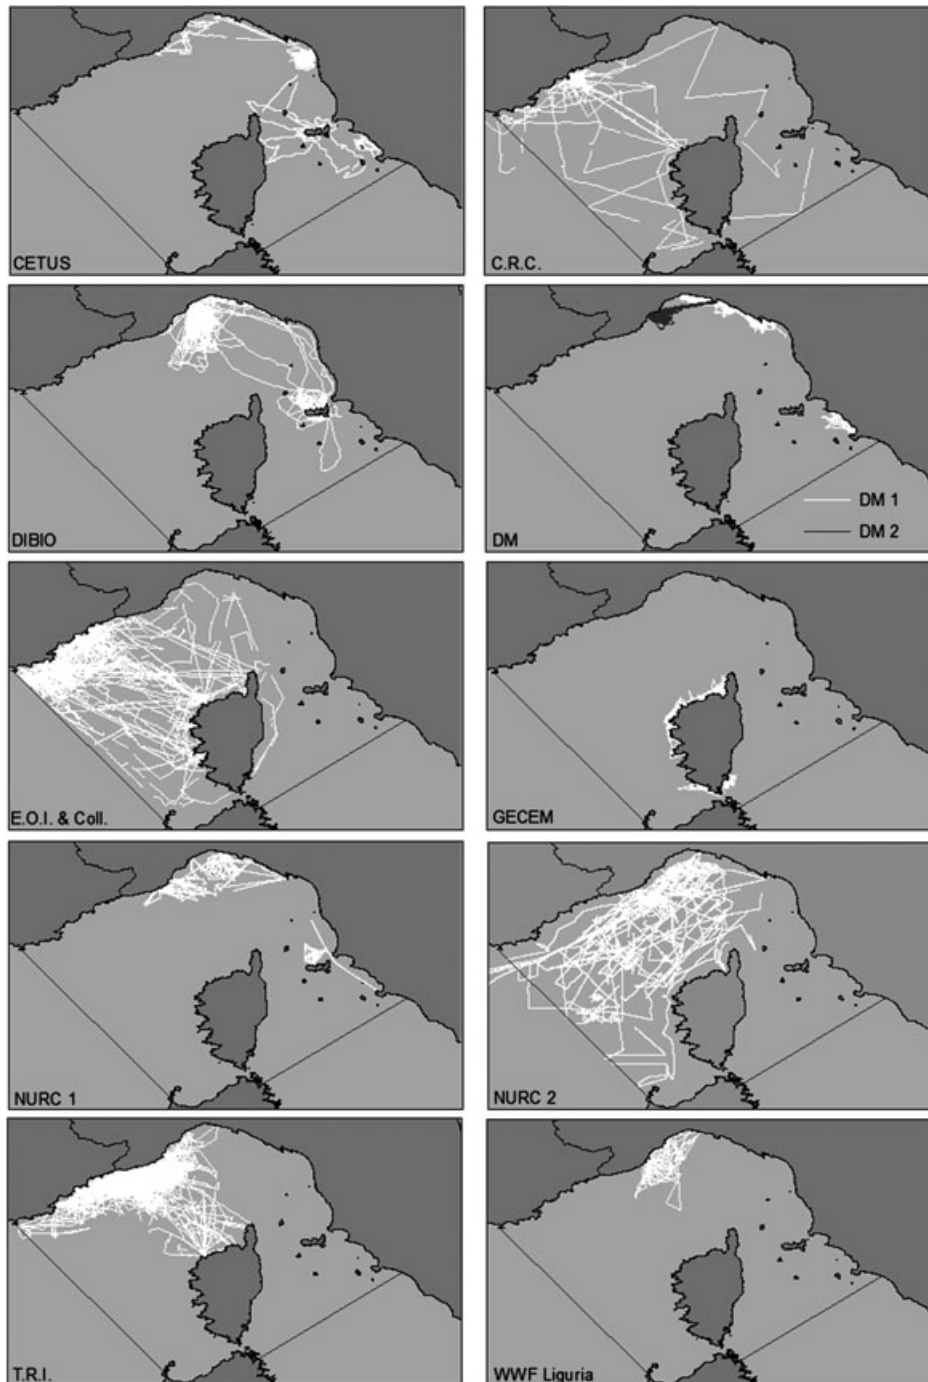 CETUS
C.R.C.
DIBIO
DM 1
DM 2
DM
E.O.I. & Coll.
GECEM
NURC 1
NURC 2
T.R.I.
WWF Liguria